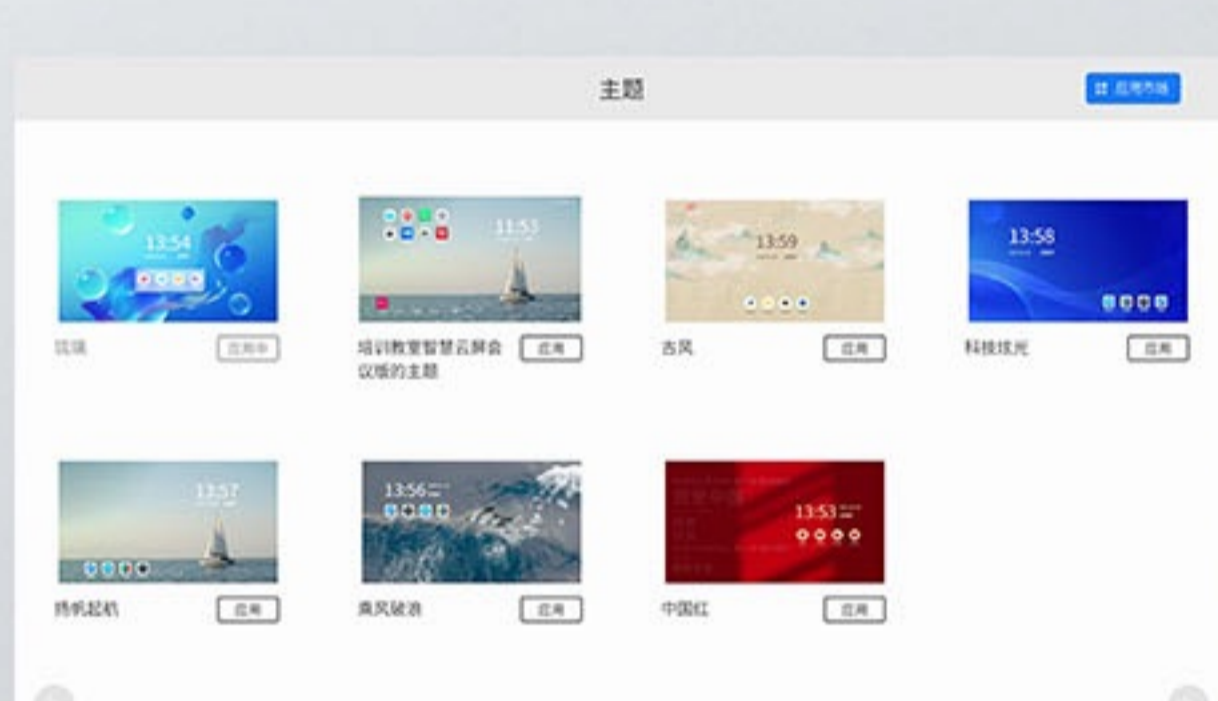 主题
应用市场
13:54
11:53
13:59
13:58
琉璃
应用中
培训教室智慧云屏会
议版的主题
应用
古风
应用
科技炫光
应用
13:57
13:56
13:53
扬帆起航
应用
乘风破浪
应用
中国红
应用